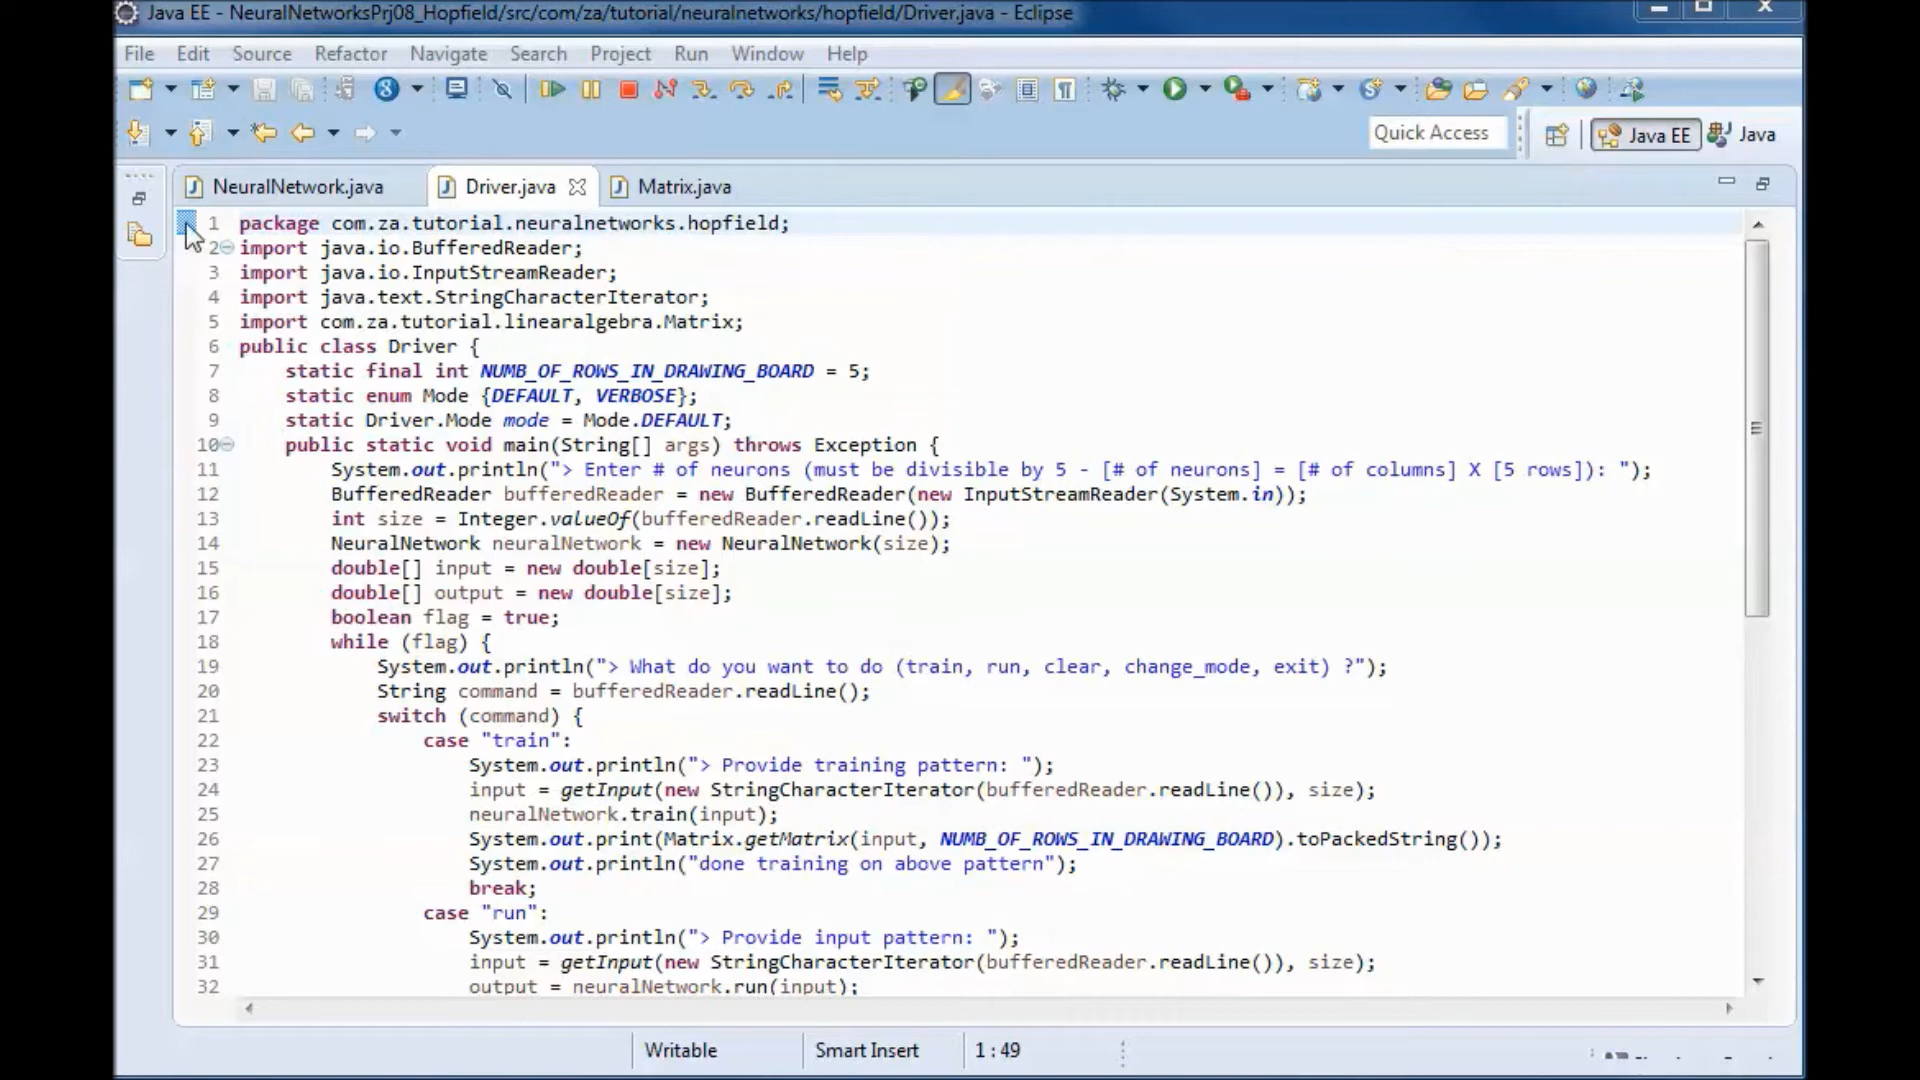 Java EE - NeuralNetworksPrj08_Hopfield/src/com/za/tutorial/neuralnetworks/hopfield/Driver.java - Eclipse
File Edit Source Refactor Navigate Search Project Run Window Help
Quick Access Java EE Java
NeuralNetwork.java Driver.java Matrix.java
1 package com.za.tutorial.neuralnetworks.hopfield;
2 import java.io.BufferedReader;
3 import java.io.InputStreamReader;
4 import java.text.StringCharacterIterator;
5 import com.za.tutorial.linearalgebra.Matrix;
6 public class Driver {
7 static final int NUMB_OF_ROWS_IN_DRAWING_BOARD = 5;
8 static enum Mode {DEFAULT, VERBOSE};
9 static Driver.Mode mode = Mode.DEFAULT;
10 public static void main(String[] args) throws Exception {
11 System.out.println("> Enter # of neurons (must be divisible by 5 - [# of neurons] = [# of columns] X [5 rows]): ");
12 BufferedReader bufferedReader = new BufferedReader(new InputStreamReader(System.in));
13 int size = Integer.valueOf(bufferedReader.readLine());
14 NeuralNetwork neuralNetwork = new NeuralNetwork(size);
15 double[] input = new double[size];
16 double[] output = new double[size];
17 boolean flag = true;
18 while (flag) {
19 System.out.println("> What do you want to do (train, run, clear, change_mode, exit) ?");
20 String command = bufferedReader.readLine();
21 switch (command) {
22 case "train":
23 System.out.println("> Provide training pattern: ");
24 input = getInput(new StringCharacterIterator(bufferedReader.readLine()), size);
25 neuralNetwork.train(input);
26 System.out.print(Matrix.getMatrix(input, NUMB_OF_ROWS_IN_DRAWING_BOARD).toPackedString());
27 System.out.println("done training on above pattern");
28 break;
29 case "run":
30 System.out.println("> Provide input pattern: ");
31 input = getInput(new StringCharacterIterator(bufferedReader.readLine()), size);
32 output = neuralNetwork.run(input);
Writable Smart Insert 1 : 49